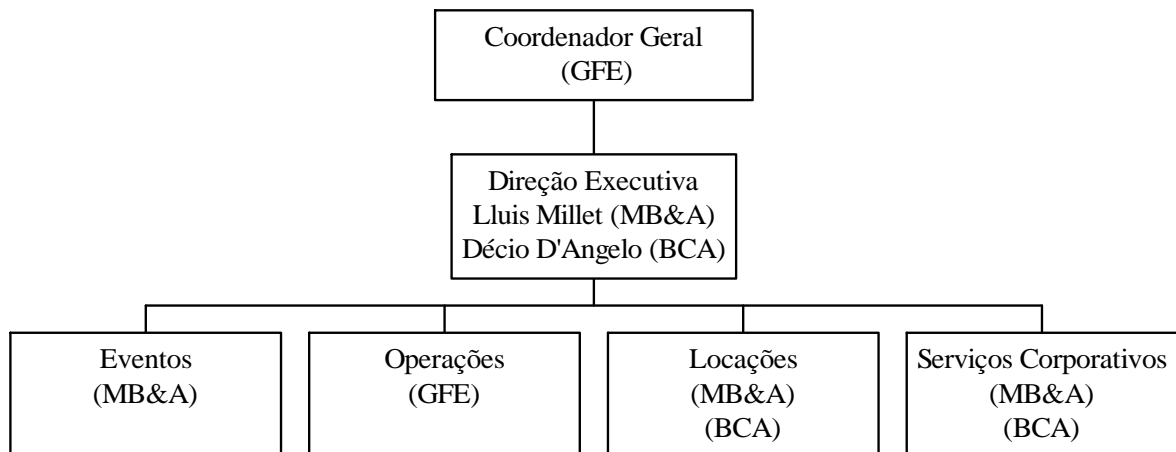 Coordenador Geral
(GFE)
Direção Executiva
Lluis Millet (MB&A)
Décio D'Angelo (BCA)
Eventos
(MB&A)
Operações
(GFE)
Locações
(MB&A)
(BCA)
Serviços Corporativos
(MB&A)
(BCA)